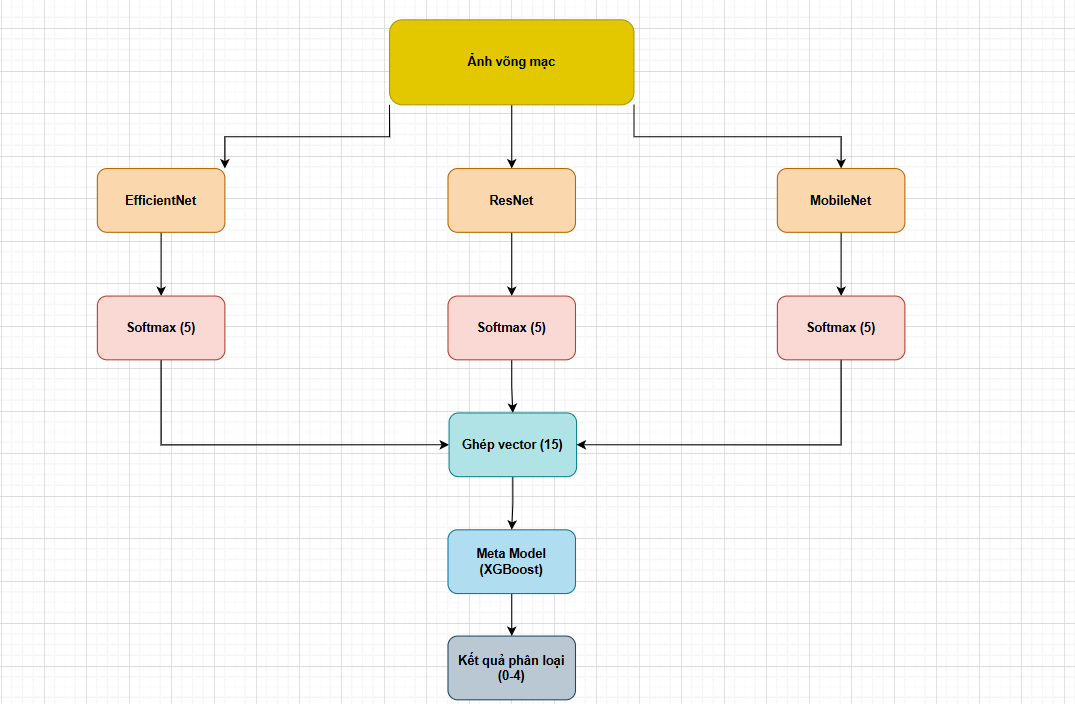 Ảnh võng mạc
EfficientNet
ResNet
MobileNet
Softmax (5)
Softmax (5)
Softmax (5)
Ghép vector (15)
Meta Model
(XGBoost)
Kết quả phân loại
(0-4)